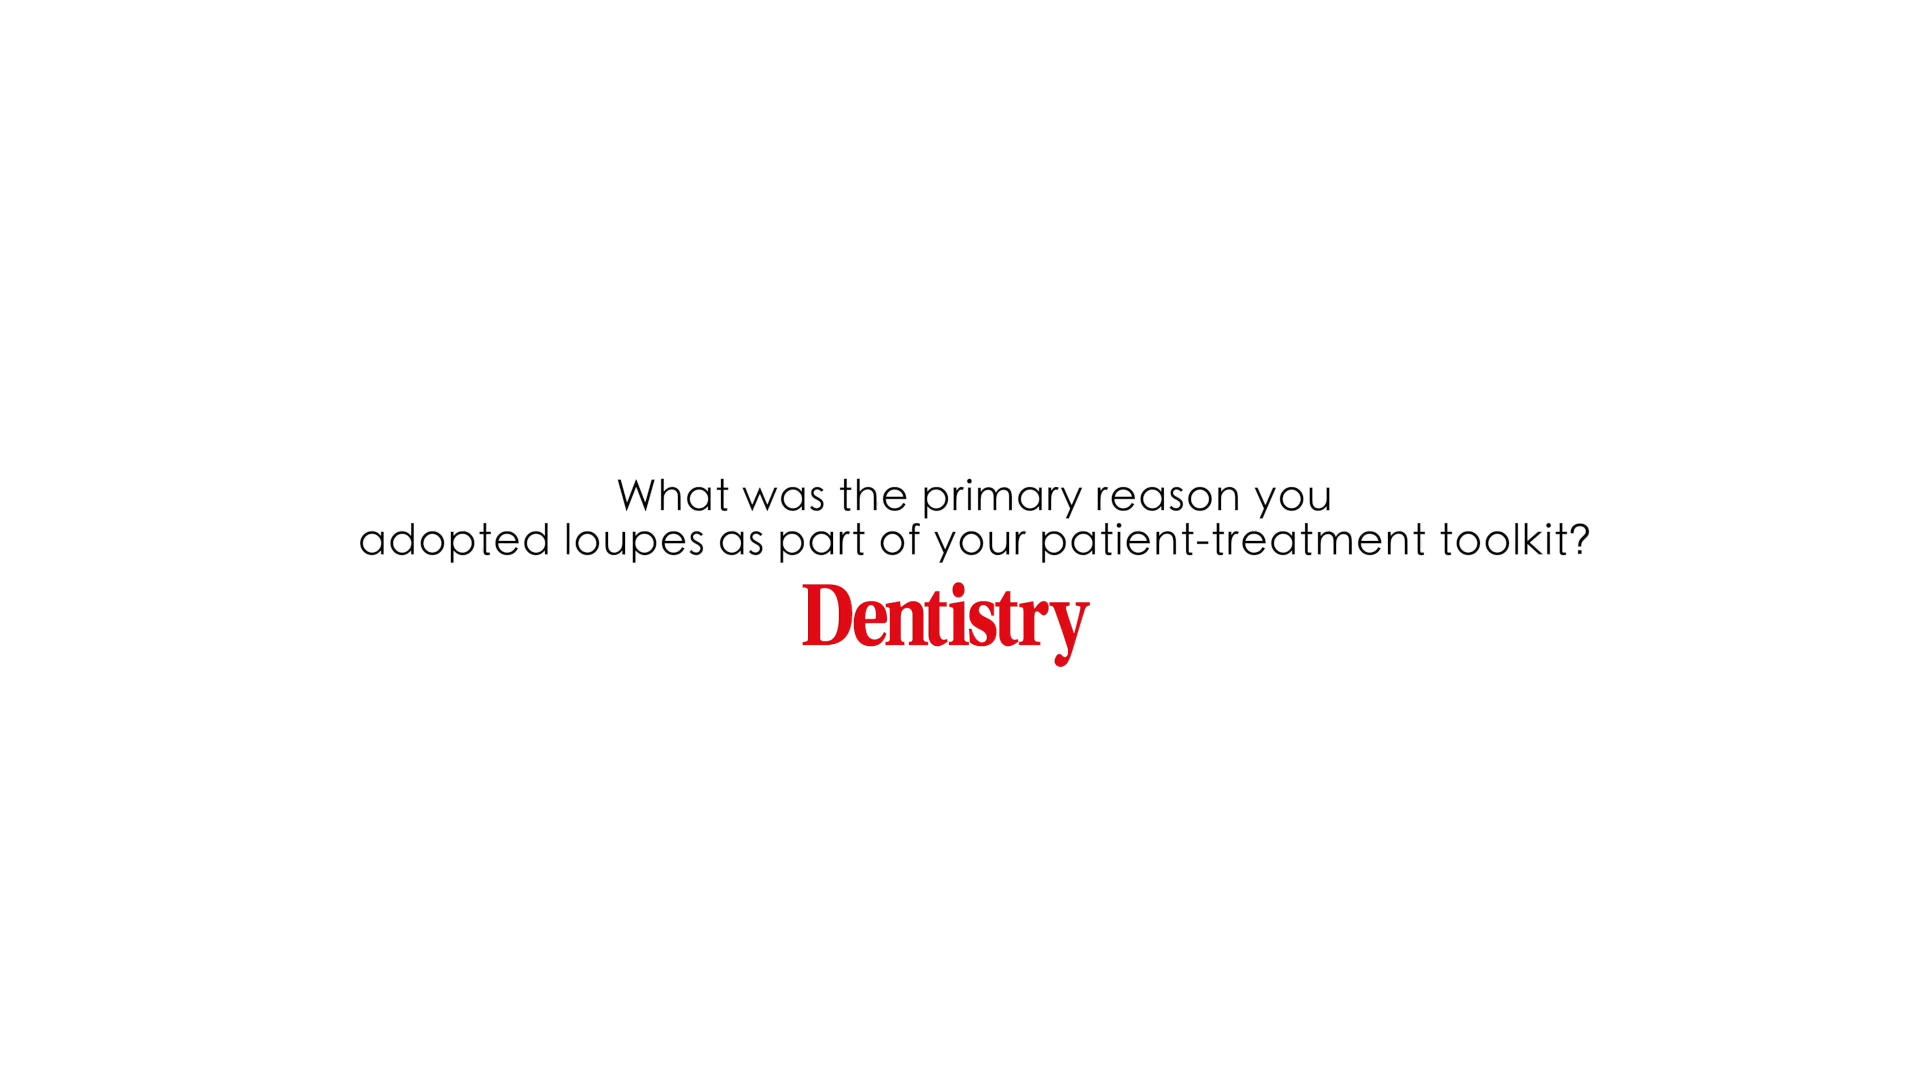 What was the primary reason you
adopted loupes as part of your patient-treatment toolkit?
Dentistry